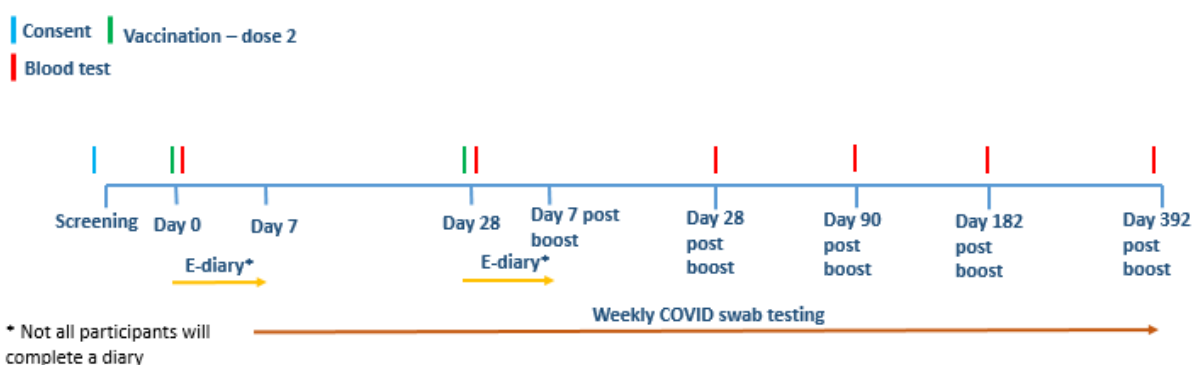 Consent
Vaccination – dose 2
Blood test
Screening
Day 0
Day 7
Day 28
Day 7 post
boost
Day 28
post
boost
Day 90
post
boost
Day 182
post
boost
Day 392
post
boost
E-diary*
E-diary*
Weekly COVID swab testing
* Not all participants will
complete a diary